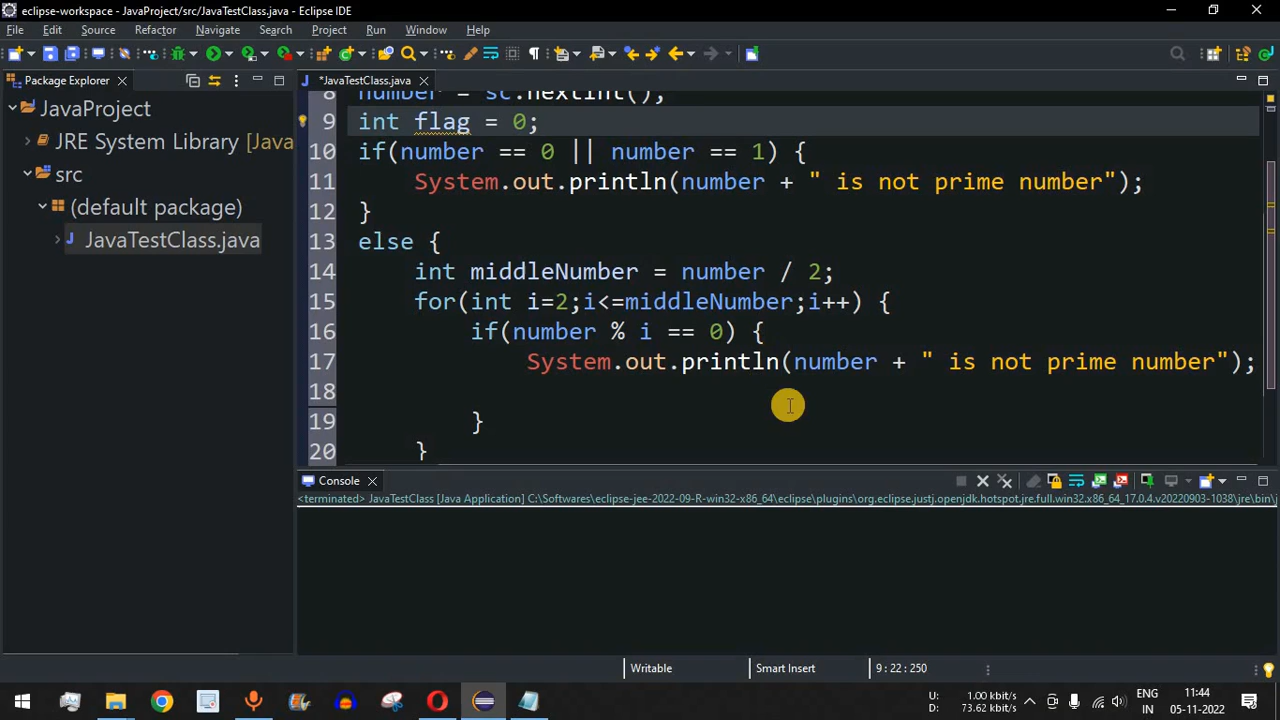 eclipse-workspace - JavaProject/src/JavaTestClass.java - Eclipse IDE
File Edit Source Refactor Navigate Search Project Run Window Help
Package Explorer
*JavaTestClass.java
JavaProject
JRE System Library [Java
src
(default package)
JavaTestClass.java
8 number = sc.nextInt();
9 int flag = 0;
10 if(number == 0 || number == 1) {
11 System.out.println(number + " is not prime number");
12 }
13 else {
14 int middleNumber = number / 2;
15 for(int i=2;i<=middleNumber;i++) {
16 if(number % i == 0) {
17 System.out.println(number + " is not prime number");
18
19 }
20 }
Console
<terminated> JavaTestClass [Java Application] C:\Softwares\eclipse-jee-2022-09-R-win32-x86_64\eclipse\plugins\org.eclipse.justj.openjdk.hotspot.jre.full.win32.x86_64_17.0.4.v20220903-1038\jre\bin\j
Writable Smart Insert 9 : 22 : 250
U: 1.00 kbit/s
D: 73.62 kbit/s
ENG
IN
11:44
05-11-2022